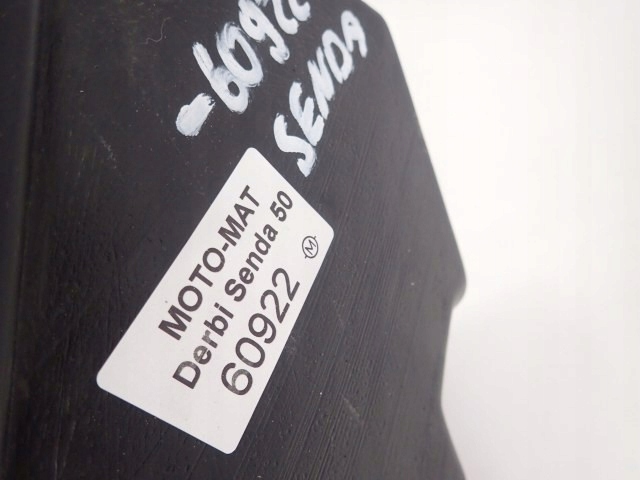 -60922
SENDA
MOTO-MAT
Derbi Senda 50
60922 M